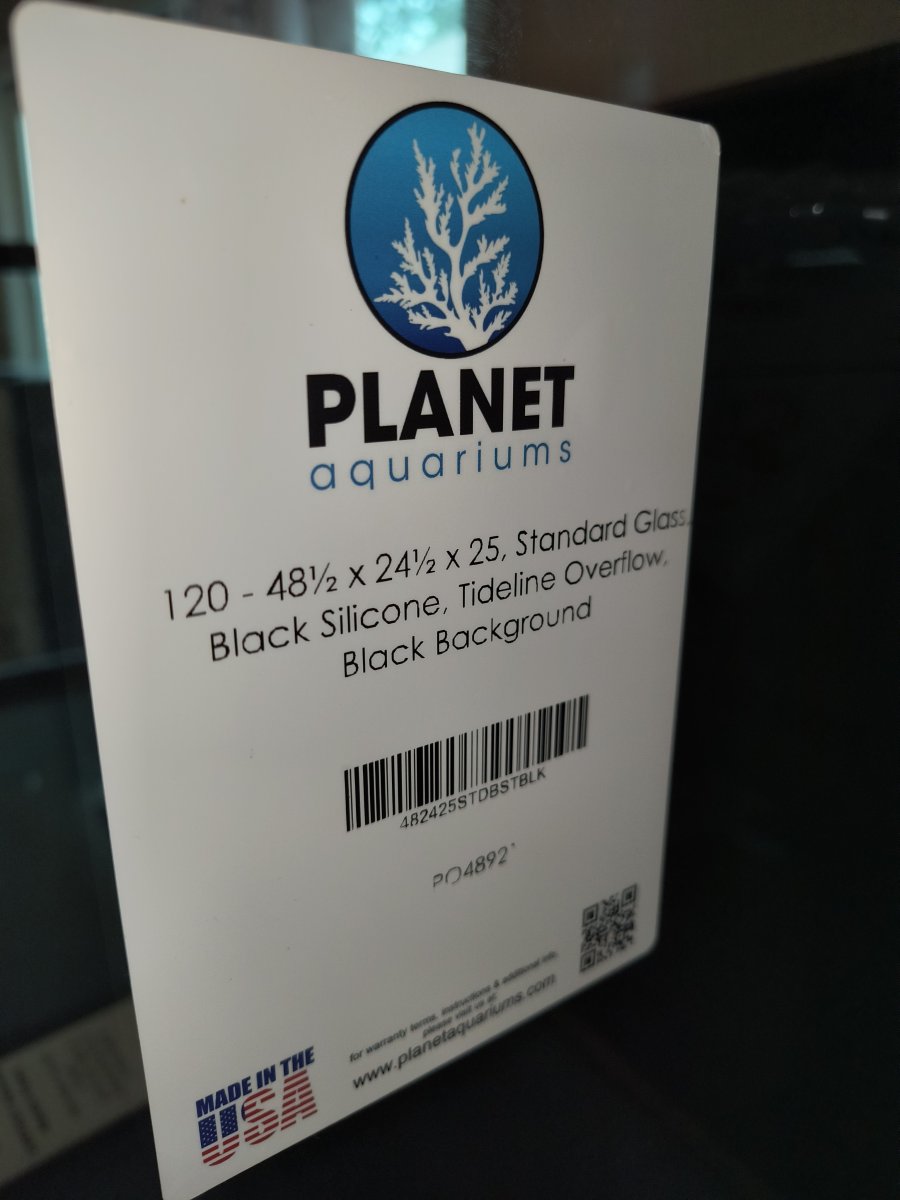 PLANET
aquariums
120 - 48½ x 24½ x 25, Standard Glass,
Black Silicone, Tideline Overflow,
Black Background
482425STDBSTBLK
PO4892
for warranty terms, instructions & additional info,
please visit us at:
www.planetaquariums.com
MADE IN THE
USA